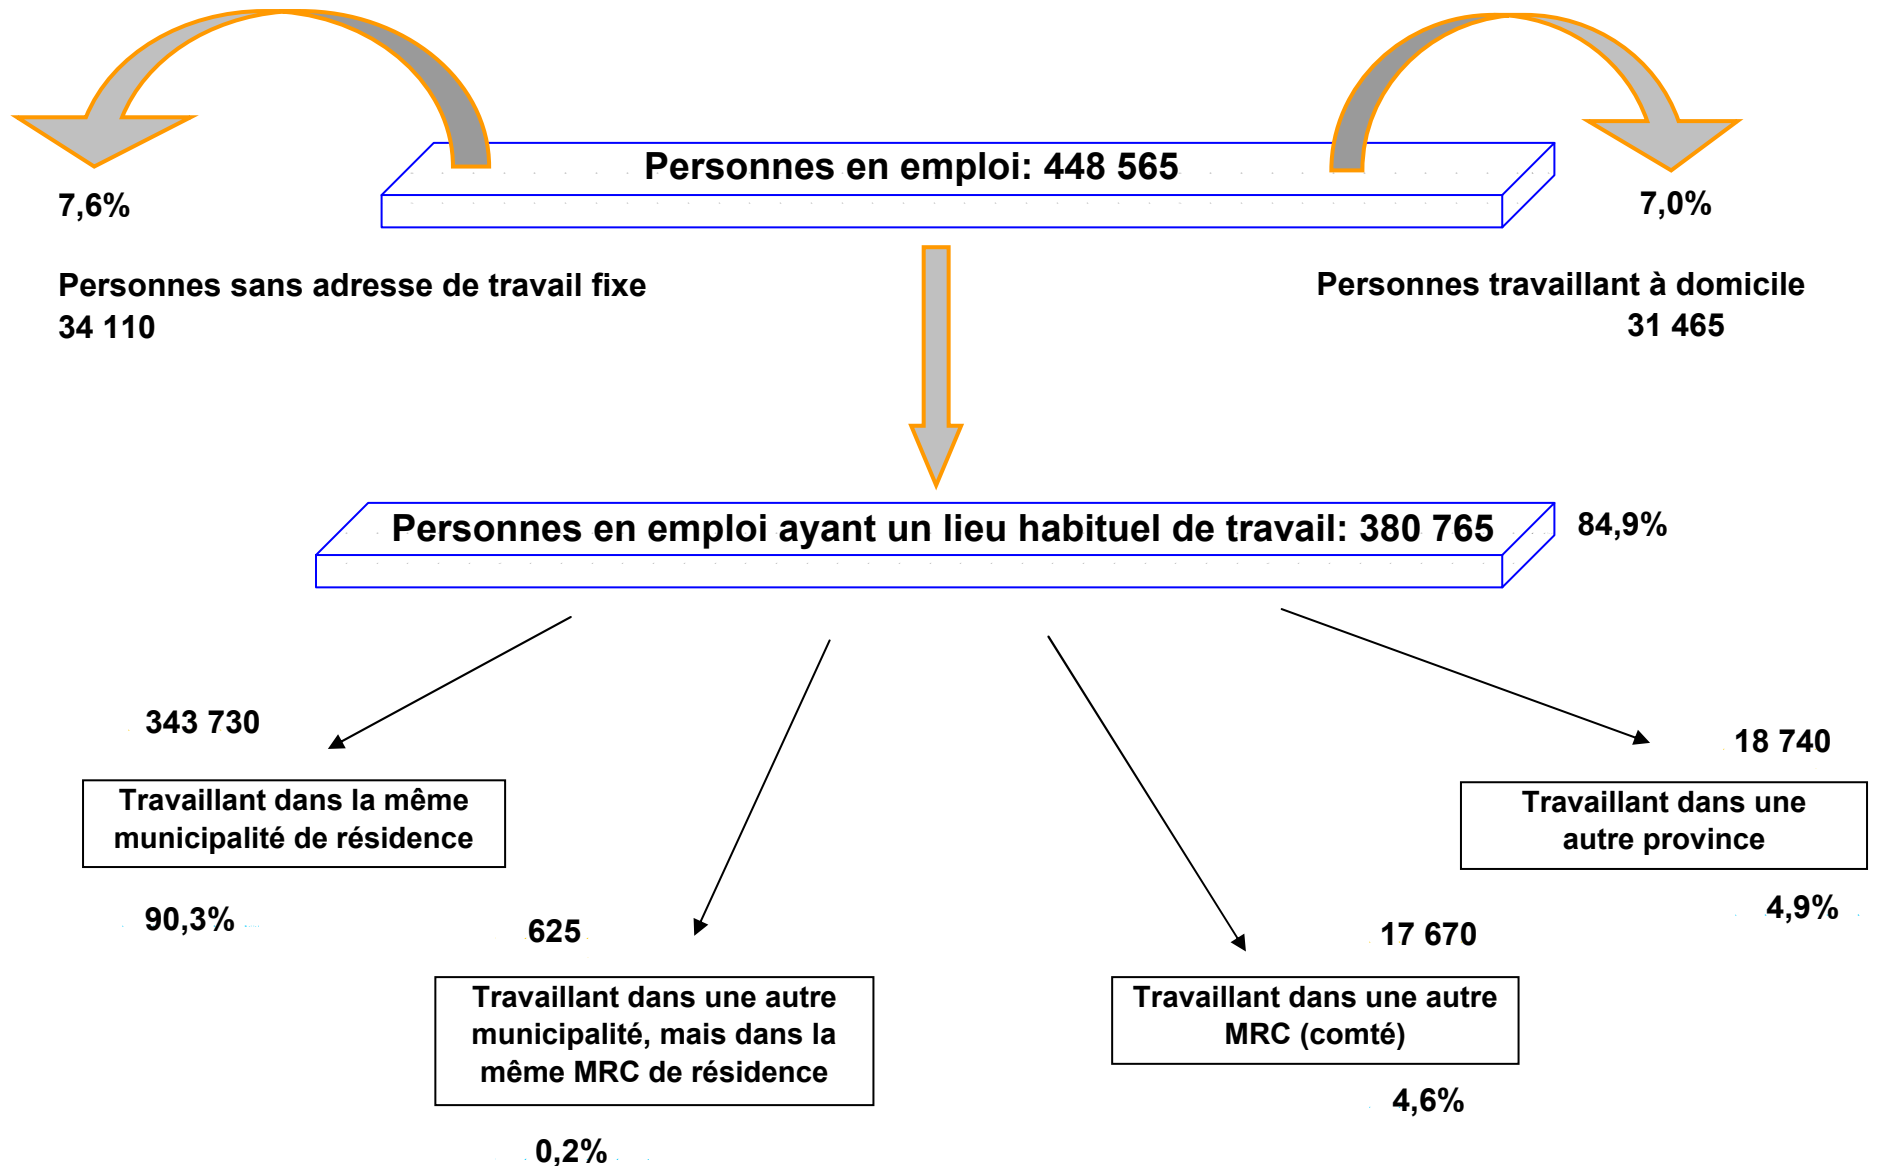 Personnes en emploi: 448 565
7,6%
7,0%
Personnes sans adresse de travail fixe
34 110
Personnes travaillant à domicile
31 465
Personnes en emploi ayant un lieu habituel de travail: 380 765
84,9%
343 730
Travaillant dans la même
municipalité de résidence
90,3%
625
Travaillant dans une autre
municipalité, mais dans la
même MRC de résidence
0,2%
17 670
Travaillant dans une autre
MRC (comté)
4,6%
18 740
Travaillant dans une
autre province
4,9%